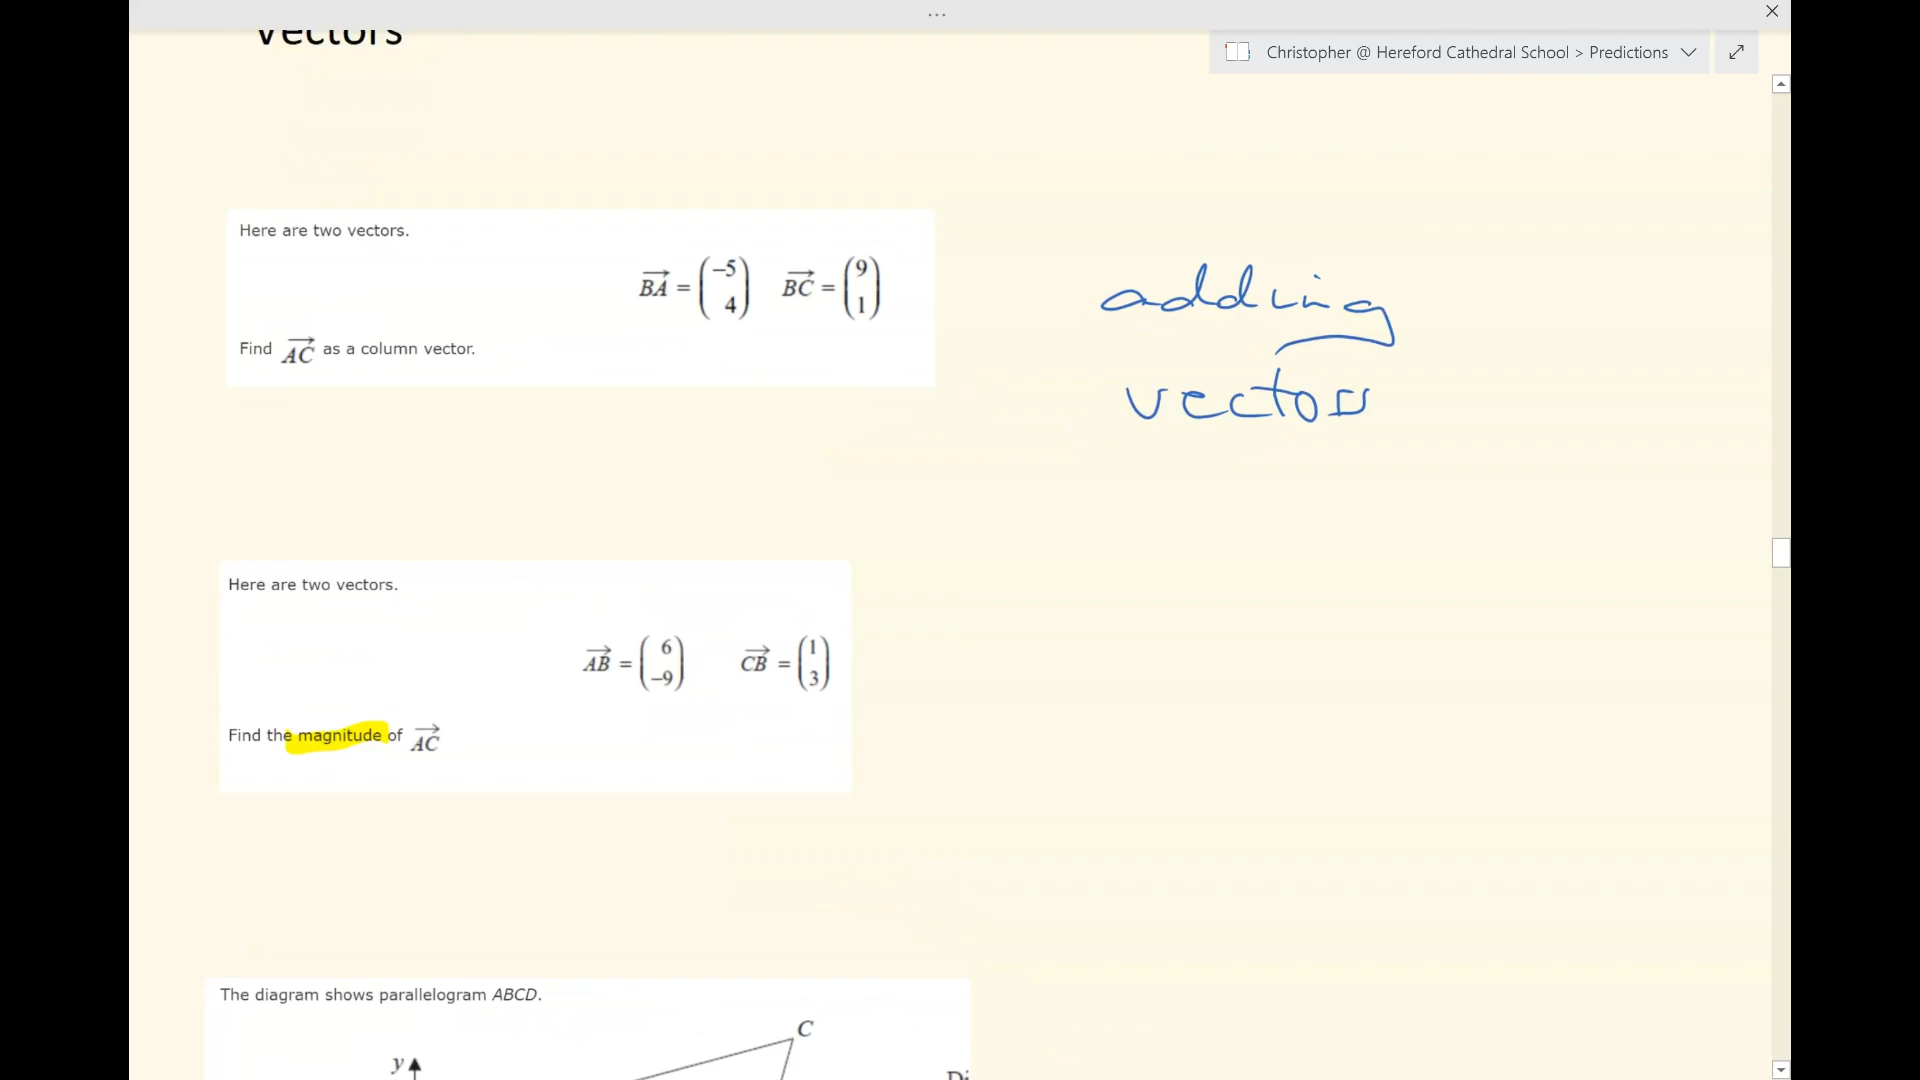 ...
Vectors
Christopher @ Hereford Cathedral School > Predictions
Here are two vectors.
BA = (-5 4) BC = (9 1)
Find AC as a column vector.
adding
vectors
Here are two vectors.
AB = (6 -9) CB = (1 3)
Find the magnitude of AC
The diagram shows parallelogram ABCD.
C
y